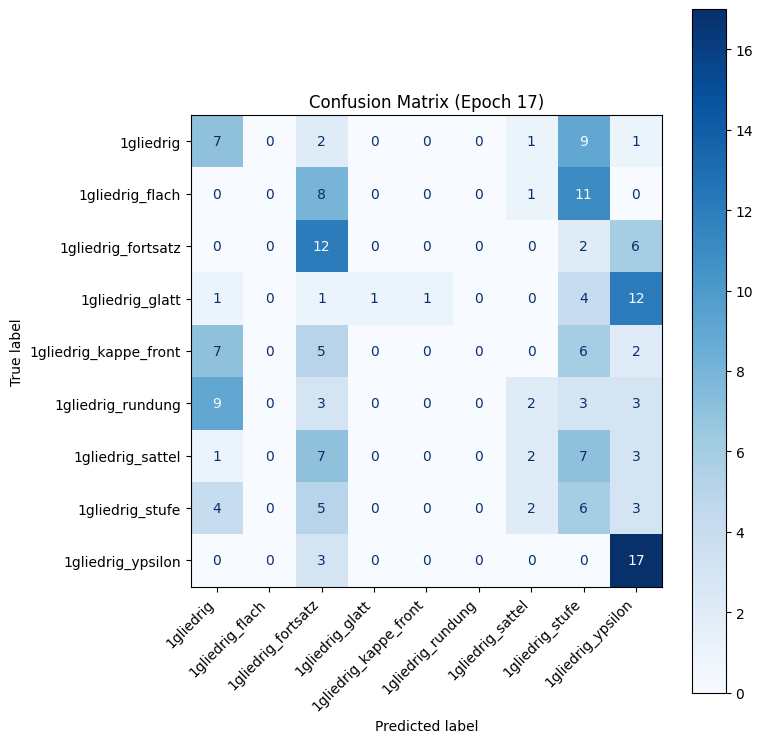 Confusion Matrix (Epoch 17)
True label
1gliedrig 7 0 2 0 0 0 1 9 1
1gliedrig_flach 0 0 8 0 0 0 1 11 0
1gliedrig_fortsatz 0 0 12 0 0 0 0 2 6
1gliedrig_glatt 1 0 1 1 1 0 0 4 12
1gliedrig_kappe_front 7 0 5 0 0 0 0 6 2
1gliedrig_rundung 9 0 3 0 0 0 2 3 3
1gliedrig_sattel 1 0 7 0 0 0 2 7 3
1gliedrig_stufe 4 0 5 0 0 0 2 6 3
1gliedrig_ypsilon 0 0 3 0 0 0 0 0 17
1gliedrig
1gliedrig_flach
1gliedrig_fortsatz
1gliedrig_glatt
1gliedrig_kappe_front
1gliedrig_rundung
1gliedrig_sattel
1gliedrig_stufe
1gliedrig_ypsilon
Predicted label
16
14
12
10
8
6
4
2
0